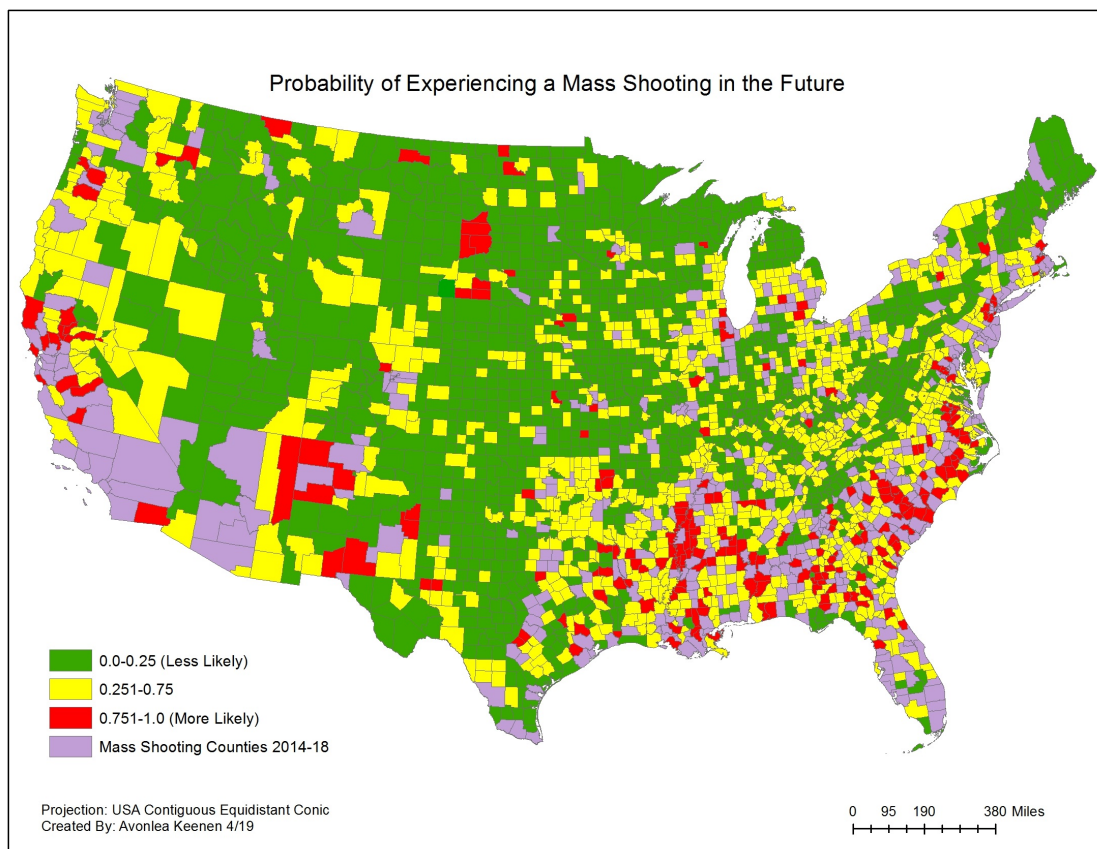 Probability of Experiencing a Mass Shooting in the Future
0.0-0.25 (Less Likely)
0.251-0.75
0.751-1.0 (More Likely)
Mass Shooting Counties 2014-18
Projection: USA Contiguous Equidistant Conic
Created By: Avonlea Keenen 4/19
0 95 190 380 Miles